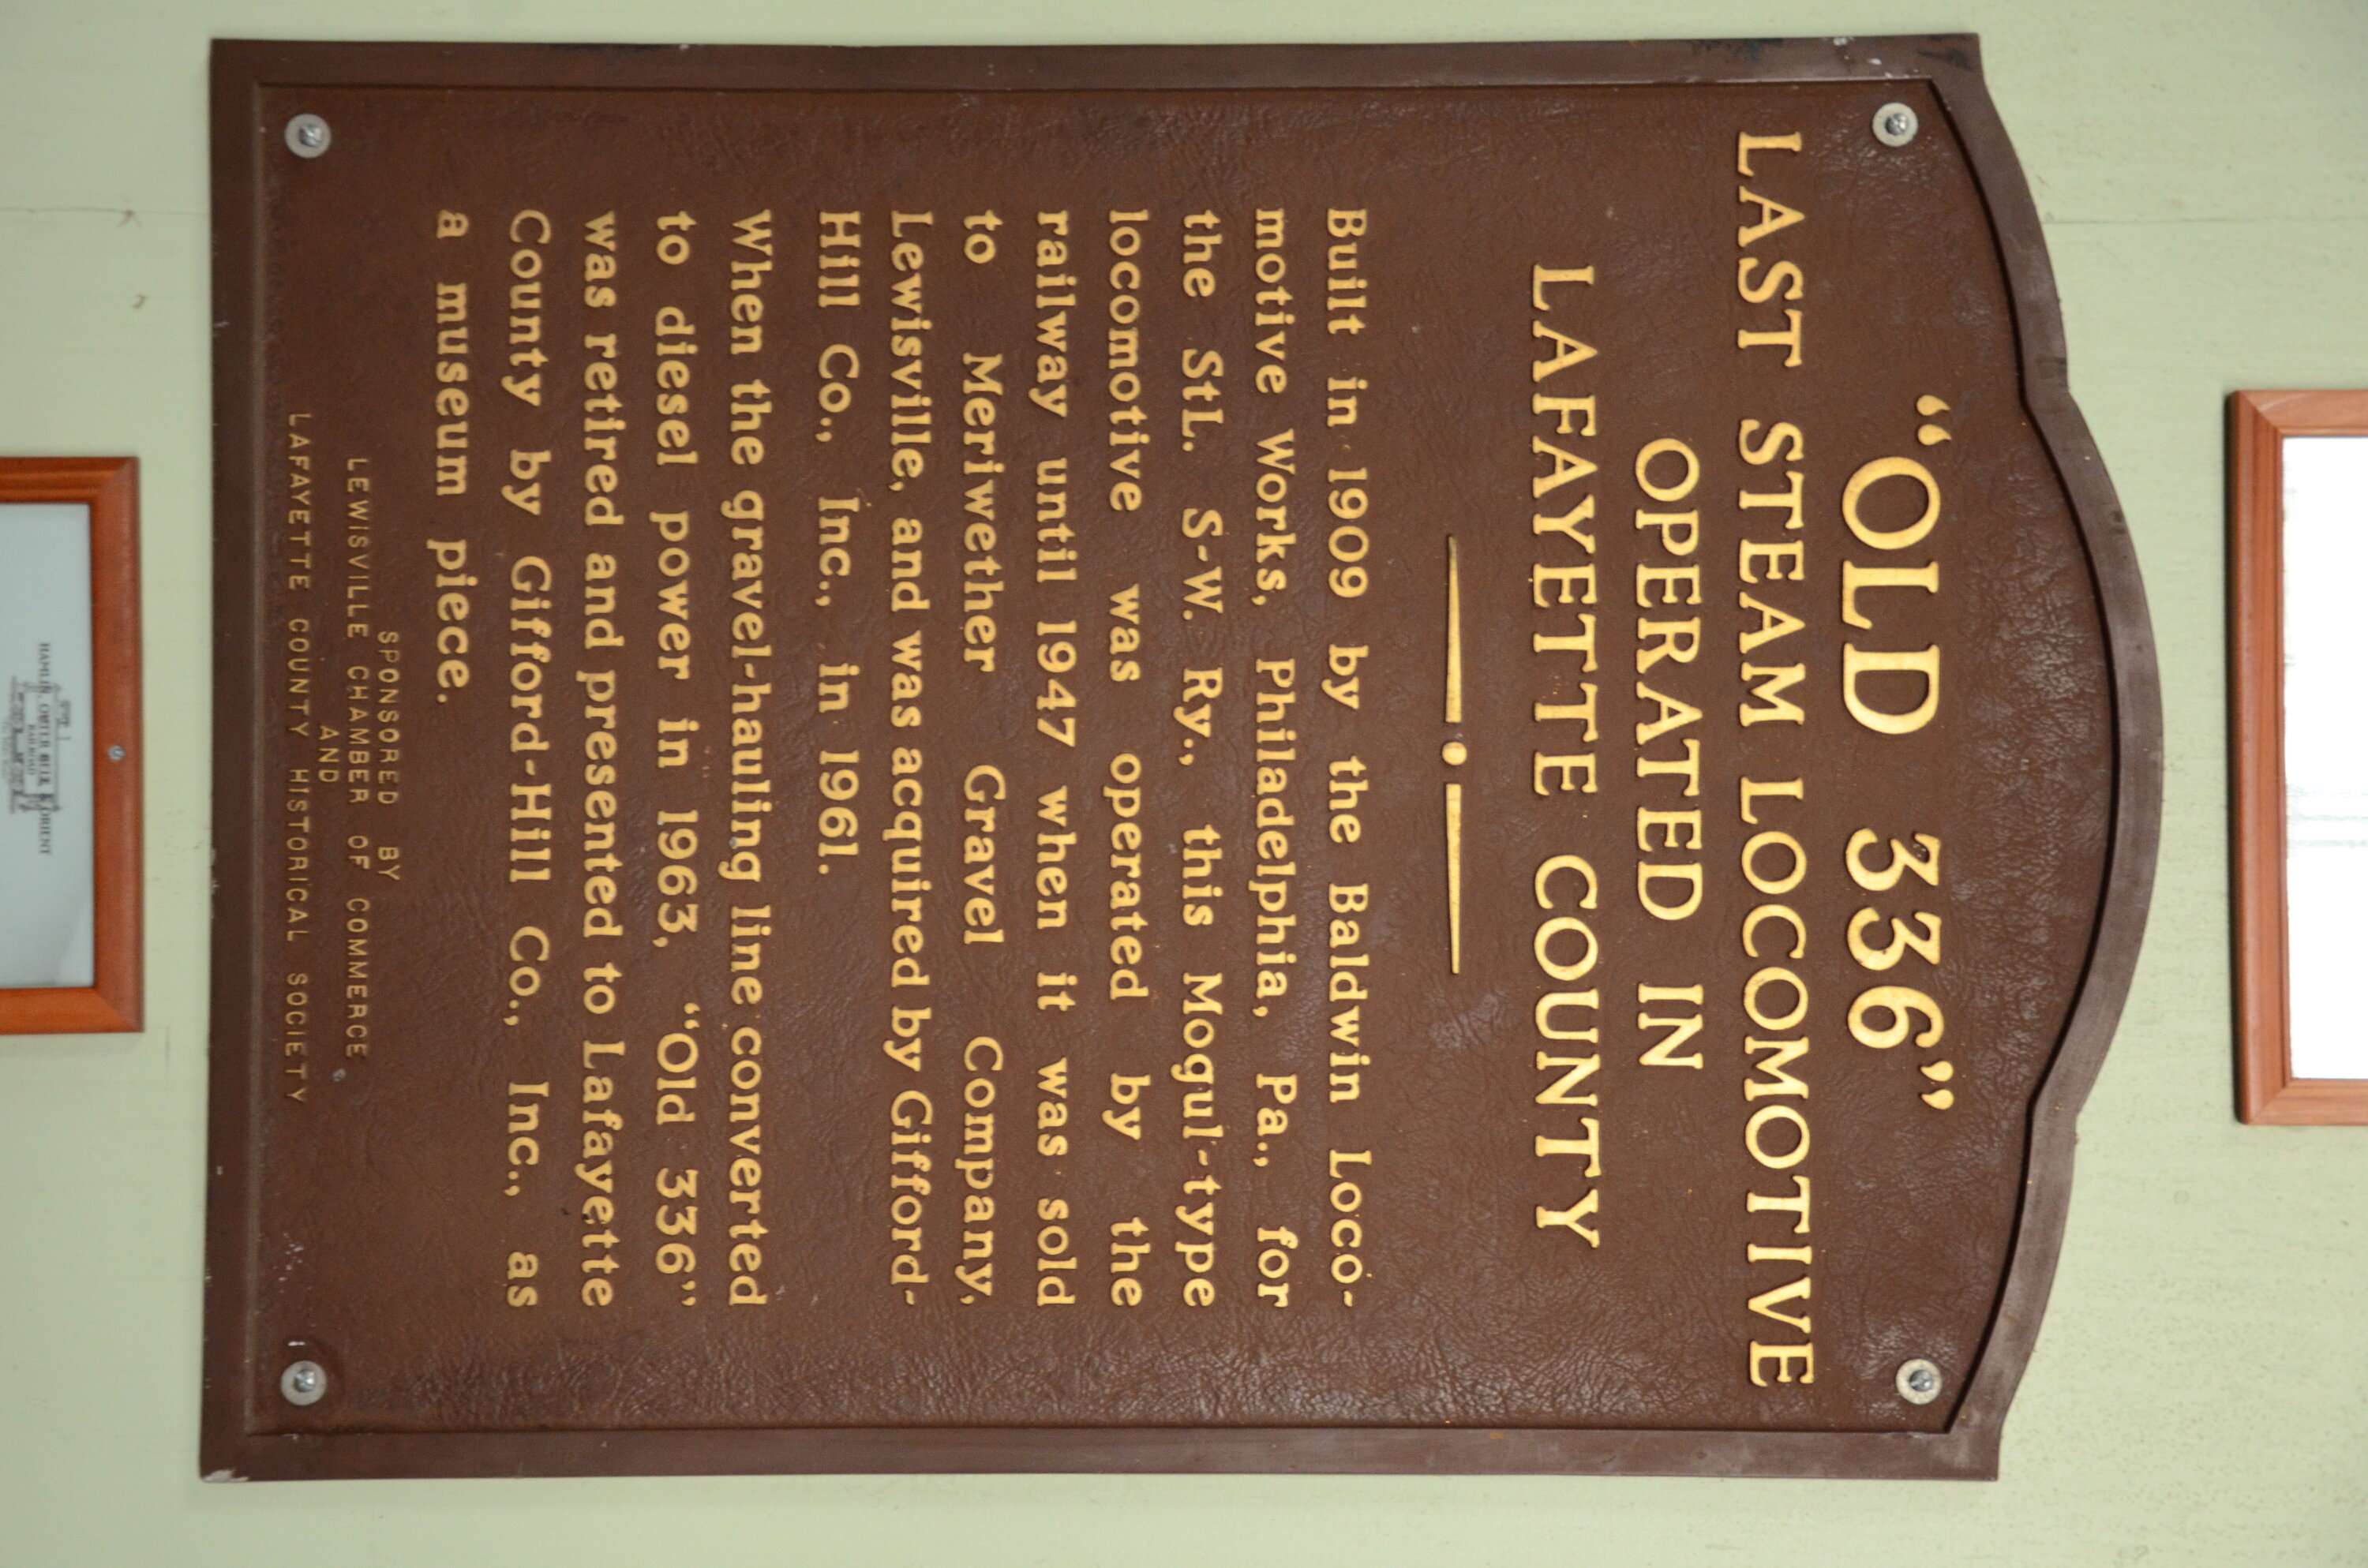 “OLD 336”
LAST STEAM LOCOMOTIVE
OPERATED IN
LAFAYETTE COUNTY
Built in 1909 by the Baldwin Loco-
motive Works, Philadelphia, Pa., for
the StL. S-W. Ry., this Mogul-type
locomotive was operated by the
railway until 1947 when it was sold
to Meriwether Gravel Company,
Lewisville, and was acquired by Gifford-
Hill Co., Inc., in 1961.
When the gravel-hauling line converted
to diesel power in 1963, “Old 336”
was retired and presented to Lafayette
County by Gifford-Hill Co., Inc., as
a museum piece.
SPONSORED BY
LEWISVILLE CHAMBER OF COMMERCE
AND
LAFAYETTE COUNTY HISTORICAL SOCIETY
RAILROAD